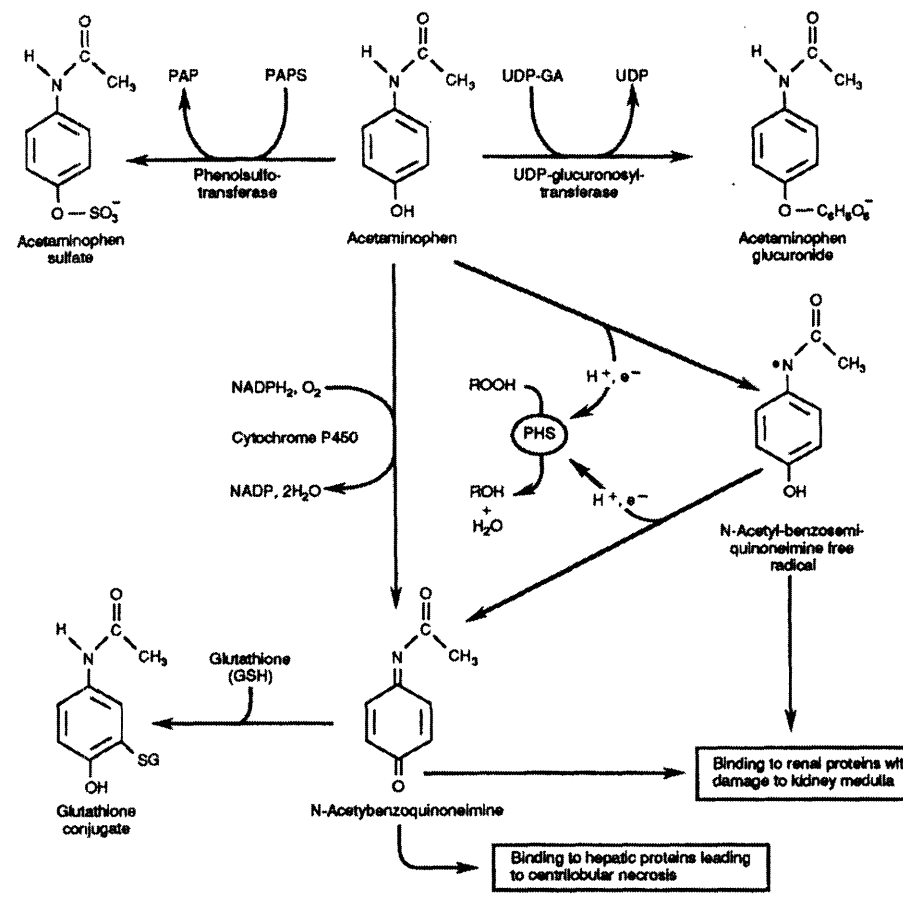 O
H
C
N
CH3
O — SO3−
Acetaminophen
sulfate
PAP
PAPS
Phenolsulfo-
transferase
O
H
C
N
CH3
OH
Acetaminophen
UDP-GA
UDP
UDP-glucuronosyl-
transferase
O
H
C
N
CH3
O — C6H8O6−
Acetaminophen
glucuronide
NADPH2, O2
Cytochrome P450
NADP, 2H2O
ROOH
H+, e−
PHS
H+, e−
ROH
+
H2O
O
C
•N
CH3
OH
N-Acetyl-benzosemi-
quinoneimine free
radical
O
H
C
N
CH3
SG
OH
Glutathione
conjugate
Glutathione
(GSH)
O
C
N
CH3
O
N-Acetybenzoquinoneimine
Binding to renal proteins wit
damage to kidney medulla
Binding to hepatic proteins leading
to centrilobular necrosis